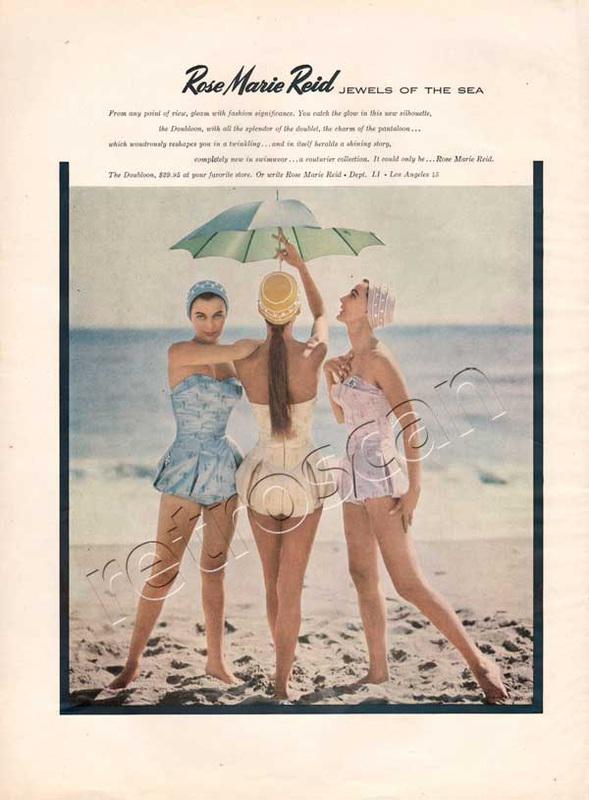 Rose Marie Reid JEWELS OF THE SEA
From any point of view, gleam with fashion significance. You catch the glow in this new silhouette,
the Doubloon, with all the splendor of the doublet, the charm of the pantaloon...
which wondrously reshapes you in a twinkling...and in itself heralds a shining story,
completely new in swimwear...a couturier collection. It could only be...Rose Marie Reid.
The Doubloon, $29.95 at your favorite store. Or write Rose Marie Reid • Dept. LI • Los Angeles 15
retroscan